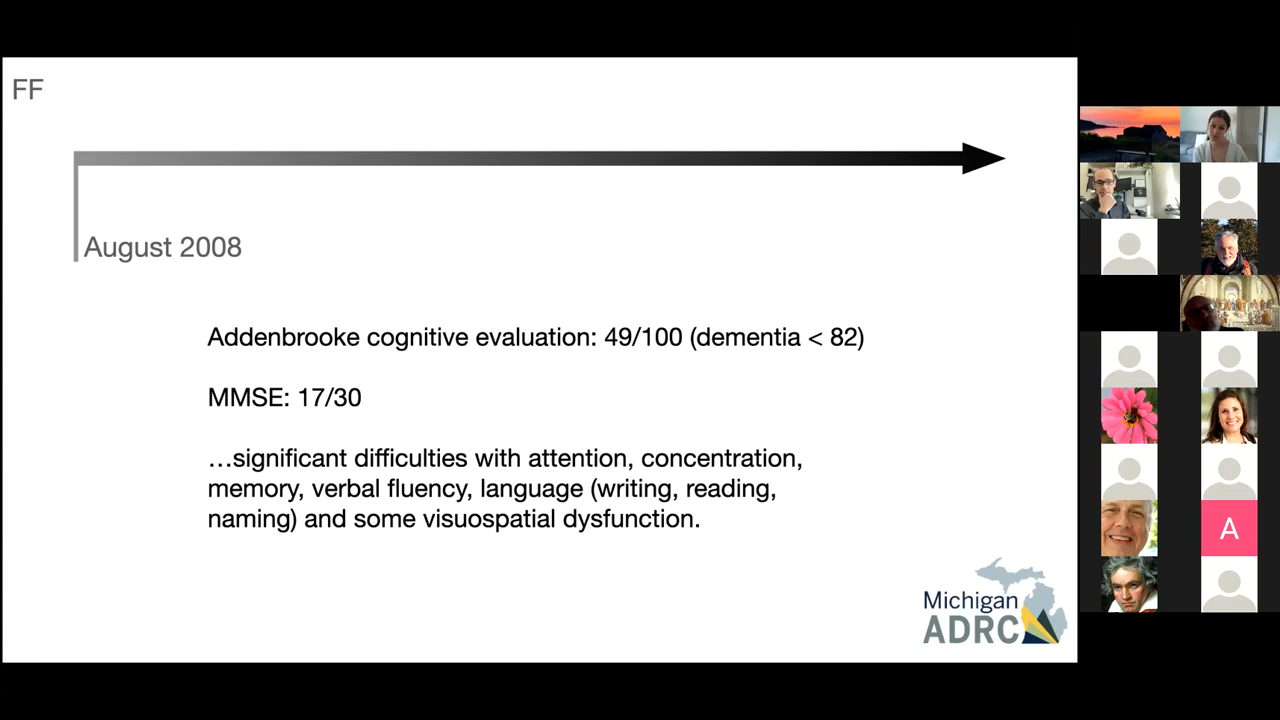 FF
August 2008
Addenbrooke cognitive evaluation: 49/100 (dementia < 82)
MMSE: 17/30
…significant difficulties with attention, concentration,
memory, verbal fluency, language (writing, reading,
naming) and some visuospatial dysfunction.
Michigan
ADRC
A